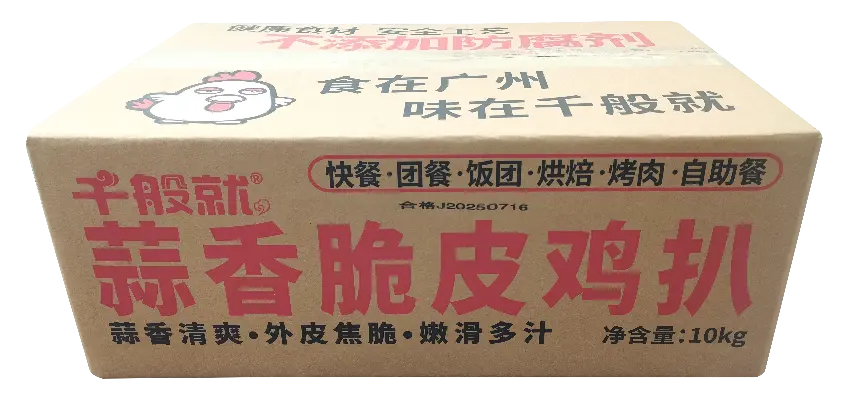 健康食材 安全工艺
不添加防腐剂
食在广州
味在千般就
千般就®
快餐·团餐·饭团·烘焙·烤肉·自助餐
合格J20250716
蒜香脆皮鸡扒
蒜香清爽·外皮焦脆·嫩滑多汁
净含量:10kg